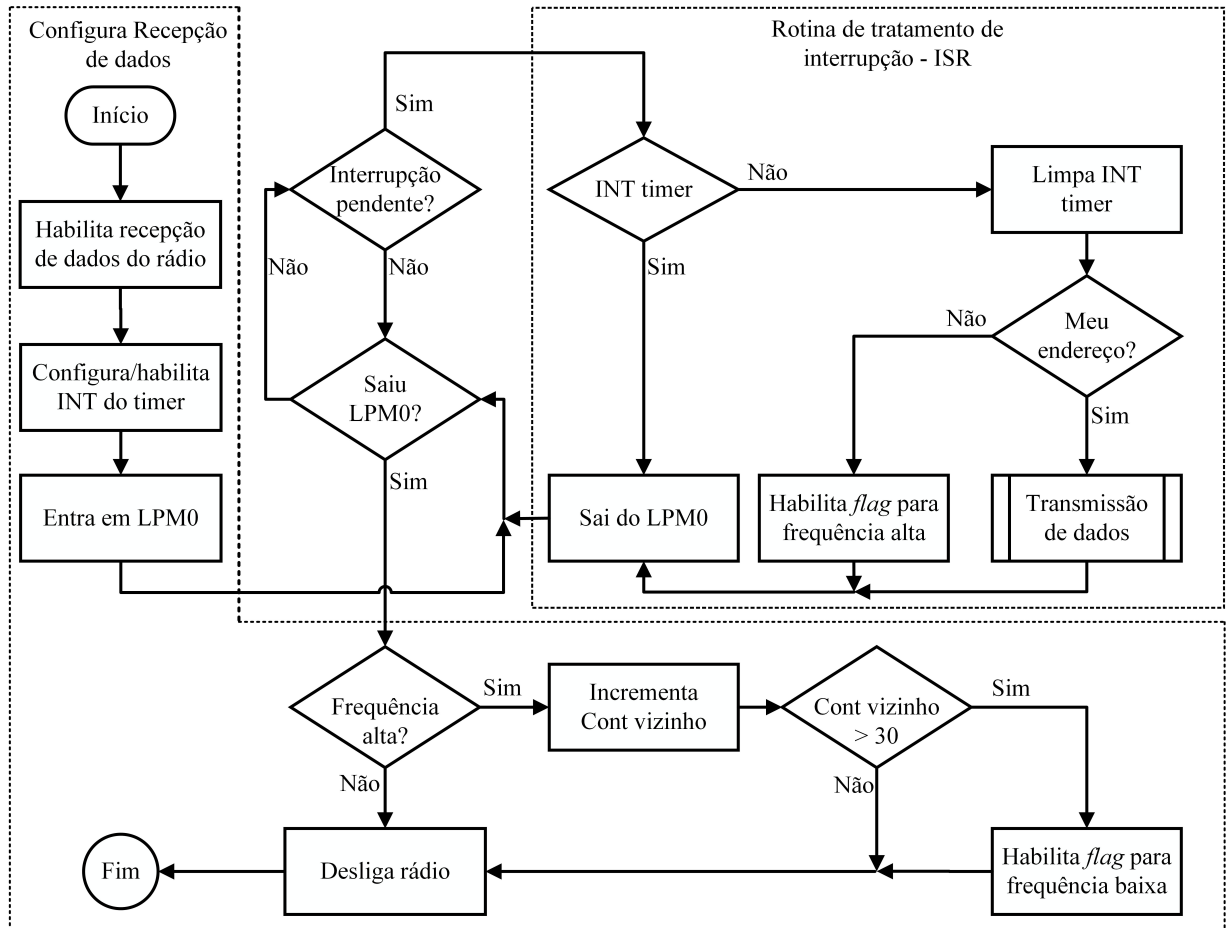 Configura Recepção
de dados
Início
Habilita recepção
de dados do rádio
Configura/habilita
INT do timer
Entra em LPM0
Sim
Interrupção
pendente?
Não
Não
Saiu
LPM0?
Sim
Rotina de tratamento de
interrupção - ISR
INT timer
Não
Sim
Limpa INT
timer
Não
Meu
endereço?
Sim
Sai do LPM0
Habilita flag para
frequência alta
Transmissão
de dados
Frequência
alta?
Sim
Não
Incrementa
Cont vizinho
Cont vizinho
> 30
Sim
Não
Habilita flag para
frequência baixa
Desliga rádio
Fim